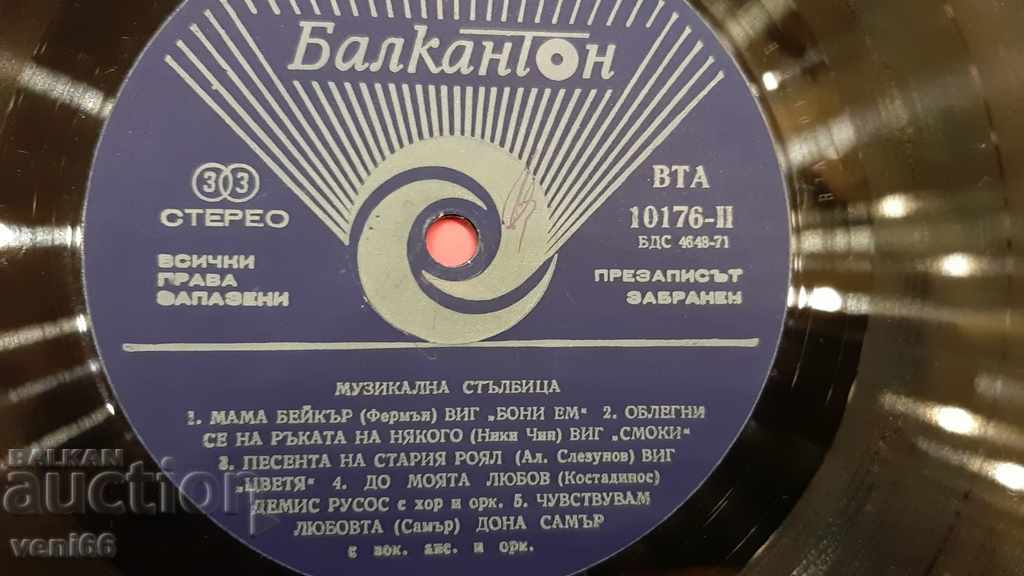 Балкантон
33
СТЕРЕО
ВСИЧКИ
ПРАВА
ЗАПАЗЕНИ
ВТА
10176-II
БДС 4648-71
ПРЕЗАПИСЪТ
ЗАБРАНЕН
МУЗИКАЛНА СТЪЛБИЦА
1. МАМА БЕЙКЪР (Фермън) ВИГ „БОНИ ЕМ“ 2. ОБЛЕГНИ
СЕ НА РЪКАТА НА НЯКОГО (Ники Чин) ВИГ „СМОКИ“
3. ПЕСЕНТА НА СТАРИЯ РОЯЛ (Ал. Слезунов) ВИГ
„ЦВЕТЯ“ 4. ДО МОЯТА ЛЮБОВ (Костадинос)
ДЕМИС РУСОС с хор и орк. 5. ЧУВСТВУВАМ
ЛЮБОВТА (Самър) ДОНА САМЪР
с вок. анс. и орк.
BALKAN
auction
veni66